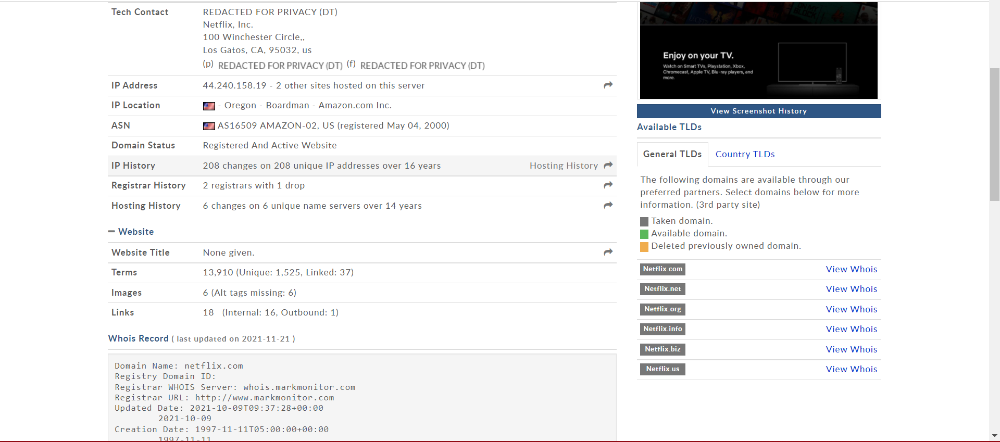 Tech Contact
REDACTED FOR PRIVACY (DT)
Netflix, Inc.
100 Winchester Circle,,
Los Gatos, CA, 95032, us
(p) REDACTED FOR PRIVACY (DT) (f) REDACTED FOR PRIVACY (DT)
IP Address 44.240.158.19 - 2 other sites hosted on this server
IP Location - Oregon - Boardman - Amazon.com Inc.
ASN AS16509 AMAZON-02, US (registered May 04, 2000)
Domain Status Registered And Active Website
IP History 208 changes on 208 unique IP addresses over 16 years Hosting History
Registrar History 2 registrars with 1 drop
Hosting History 6 changes on 6 unique name servers over 14 years
Website
Website Title None given.
Terms 13,910 (Unique: 1,525, Linked: 37)
Images 6 (Alt tags missing: 6)
Links 18 (Internal: 16, Outbound: 1)
Whois Record ( last updated on 2021-11-21 )
Domain Name: netflix.com
Registry Domain ID:
Registrar WHOIS Server: whois.markmonitor.com
Registrar URL: http://www.markmonitor.com
Updated Date: 2021-10-09T09:37:28+00:00
2021-10-09
Creation Date: 1997-11-11T05:00:00+00:00
1997-11-11
ON MY
BLOCK
Enjoy on your TV.
Watch on Smart TVs, Playstation, Xbox,
Chromecast, Apple TV, Blu-ray players, and
more.
View Screenshot History
Available TLDs
General TLDs Country TLDs
The following domains are available through our
preferred partners. Select domains below for more
information. (3rd party site)
Taken domain.
Available domain.
Deleted previously owned domain.
Netflix.com View Whois
Netflix.net View Whois
Netflix.org View Whois
Netflix.info View Whois
Netflix.biz View Whois
Netflix.us View Whois